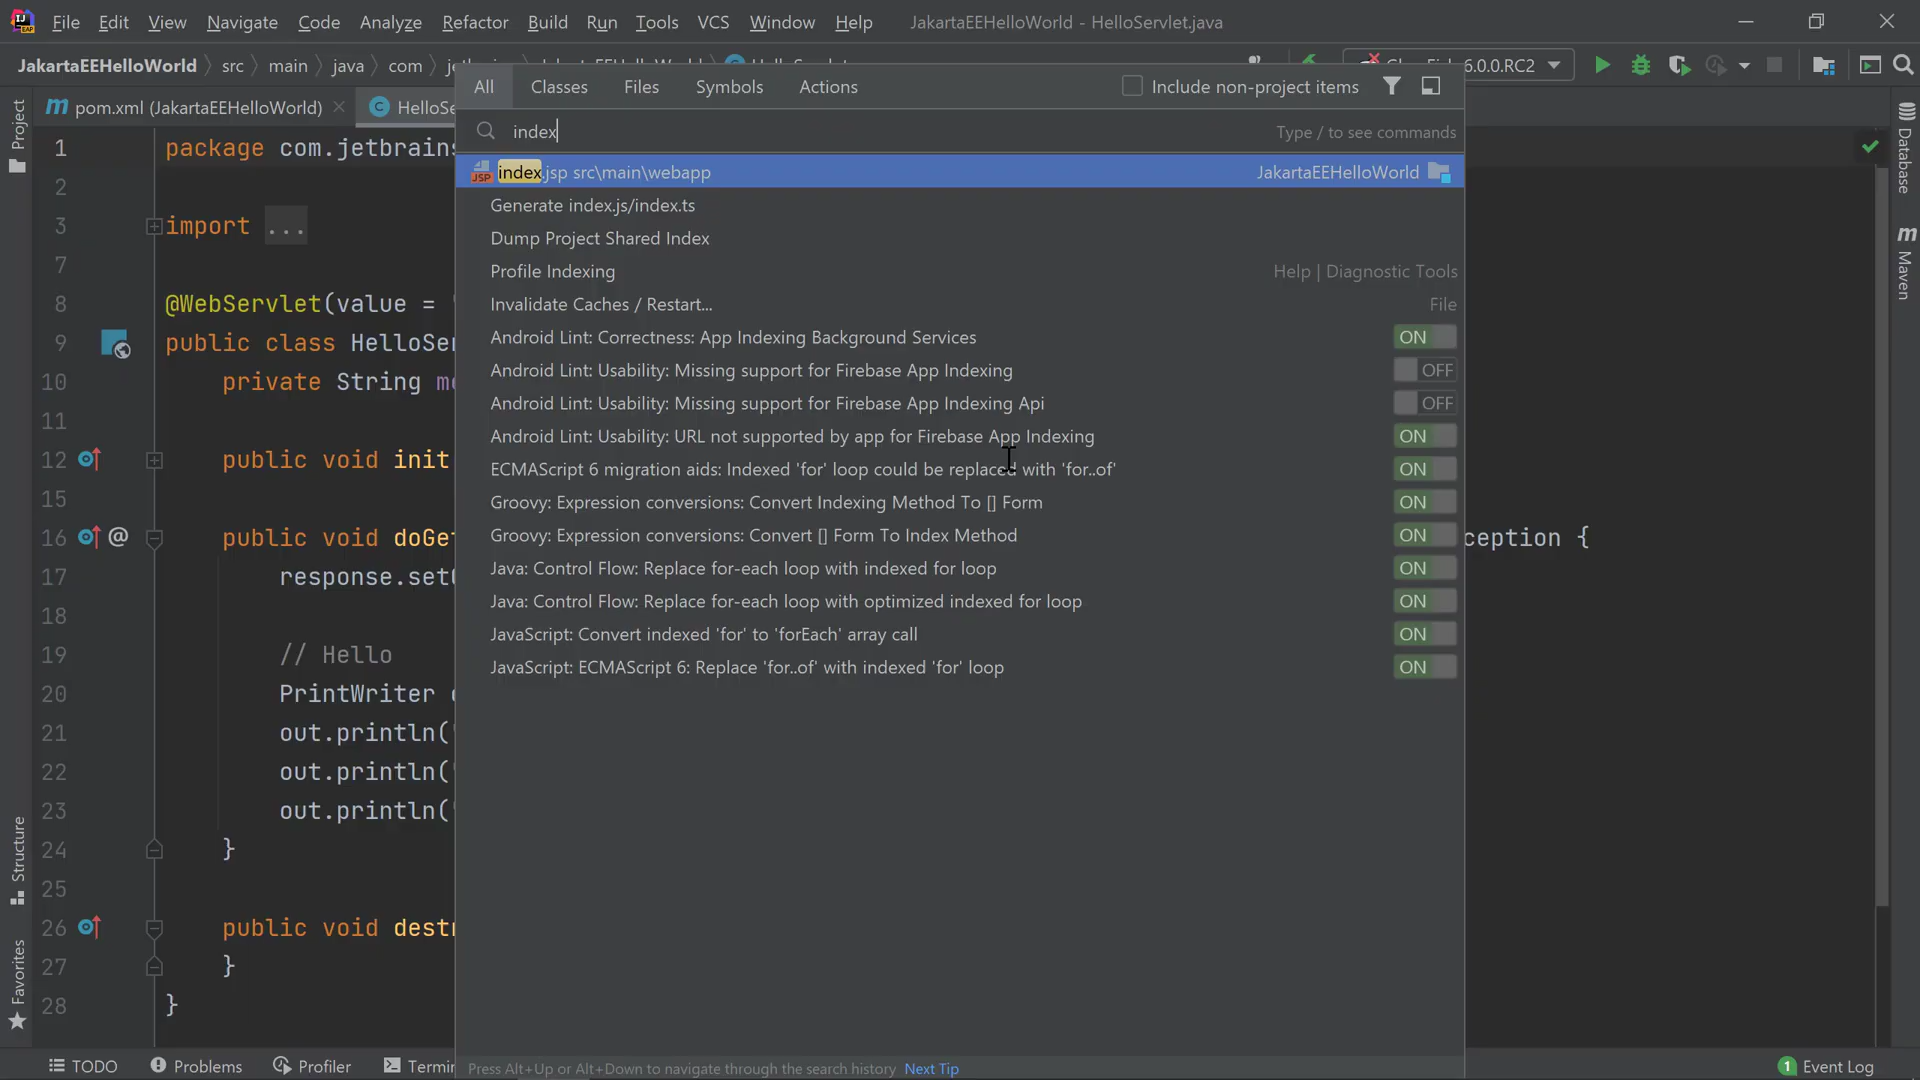 File Edit View Navigate Code Analyze Refactor Build Run Tools VCS Window Help JakartaEEHelloWorld - HelloServlet.java
JakartaEEHelloWorld src main java com 6.0.0.RC2
All Classes Files Symbols Actions Include non-project items
pom.xml (JakartaEEHelloWorld) HelloSe
index Type / to see commands
index.jsp src\main\webapp JakartaEEHelloWorld
Generate index.js/index.ts
Dump Project Shared Index
Profile Indexing Help | Diagnostic Tools
Invalidate Caches / Restart... File
Android Lint: Correctness: App Indexing Background Services ON
Android Lint: Usability: Missing support for Firebase App Indexing OFF
Android Lint: Usability: Missing support for Firebase App Indexing Api OFF
Android Lint: Usability: URL not supported by app for Firebase App Indexing ON
ECMAScript 6 migration aids: Indexed 'for' loop could be replaced with 'for..of' ON
Groovy: Expression conversions: Convert Indexing Method To [] Form ON
Groovy: Expression conversions: Convert [] Form To Index Method ON
Java: Control Flow: Replace for-each loop with indexed for loop ON
Java: Control Flow: Replace for-each loop with optimized indexed for loop ON
JavaScript: Convert indexed 'for' to 'forEach' array call ON
JavaScript: ECMAScript 6: Replace 'for..of' with indexed 'for' loop ON
Press Alt+Up or Alt+Down to navigate through the search history Next Tip
1 package com.jetbrains
2
3 import ...
7
8 @WebServlet(value = "
9 public class HelloSer
10 private String me
11
12 public void init
15
16 public void doGet ception {
17 response.setC
18
19 // Hello
20 PrintWriter o
21 out.println("
22 out.println("
23 out.println("
24 }
25
26 public void destr
27 }
28 }
Project
Structure
Favorites
Database
Maven
TODO Problems Profiler Termin 1 Event Log